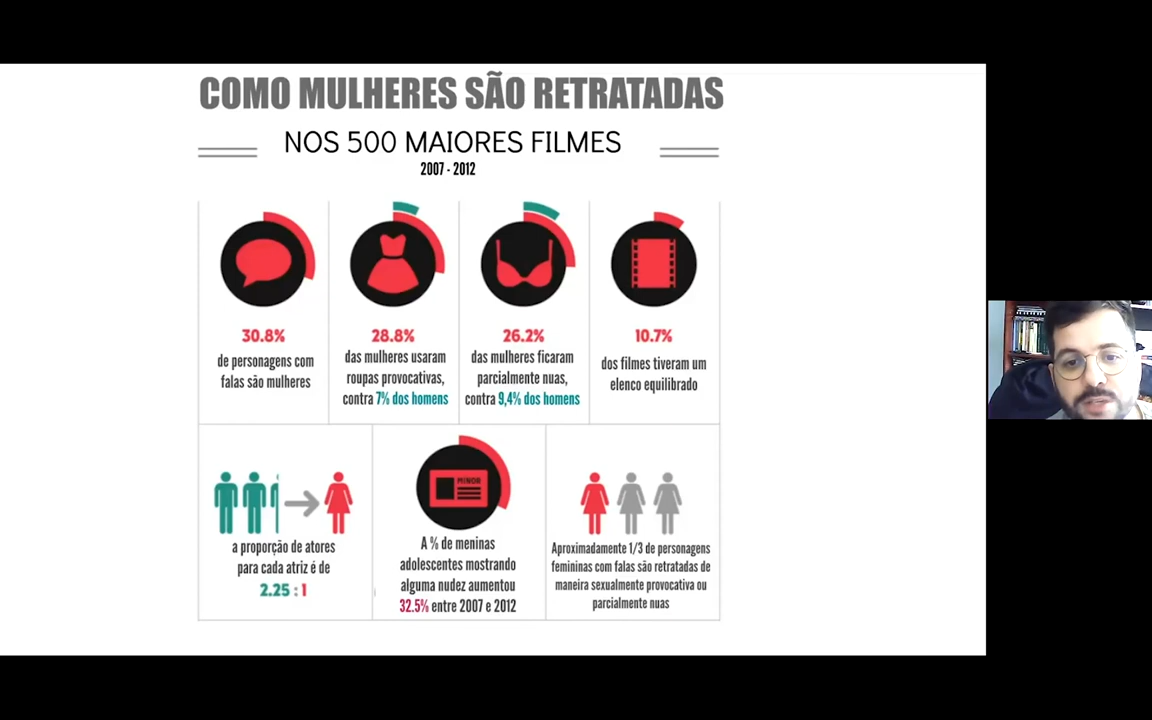 COMO MULHERES SÃO RETRATADAS
NOS 500 MAIORES FILMES
2007 - 2012
30.8%
de personagens com
falas são mulheres
28.8%
das mulheres usaram
roupas provocativas,
contra 7% dos homens
26.2%
das mulheres ficaram
parcialmente nuas,
contra 9,4% dos homens
10.7%
dos filmes tiveram um
elenco equilibrado
a proporção de atores
para cada atriz é de
2.25 : 1
MINOR
A % de meninas
adolescentes mostrando
alguma nudez aumentou
32.5% entre 2007 e 2012
Aproximadamente 1/3 de personagens
femininas com falas são retratadas de
maneira sexualmente provocativa ou
parcialmente nuas